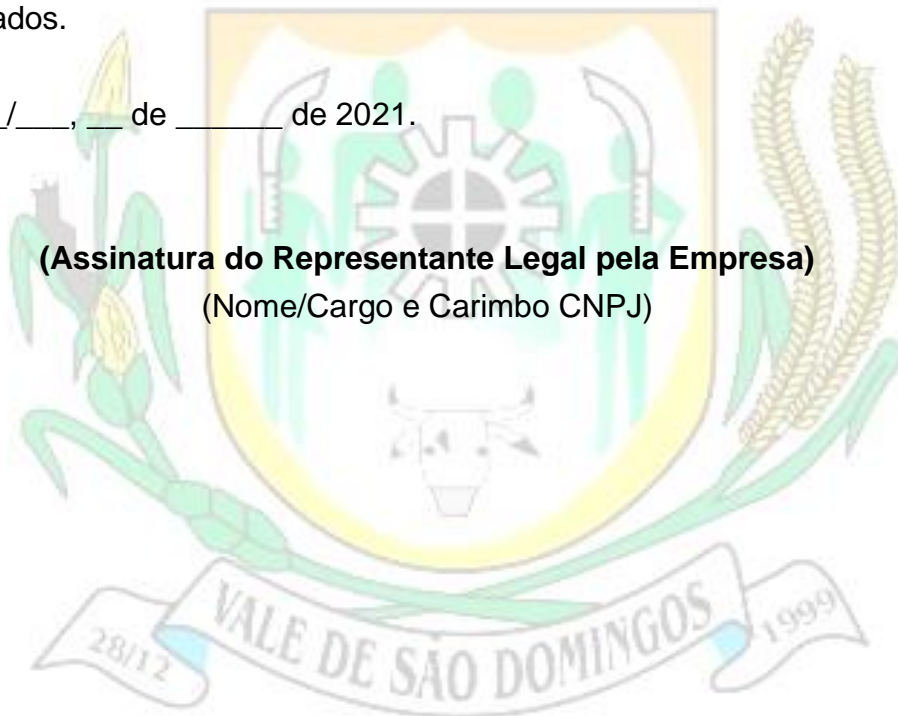 ados.
_/___, __ de ______ de 2021.
(Assinatura do Representante Legal pela Empresa)
(Nome/Cargo e Carimbo CNPJ)
28/12
VALE DE SÃO DOMINGOS
1999